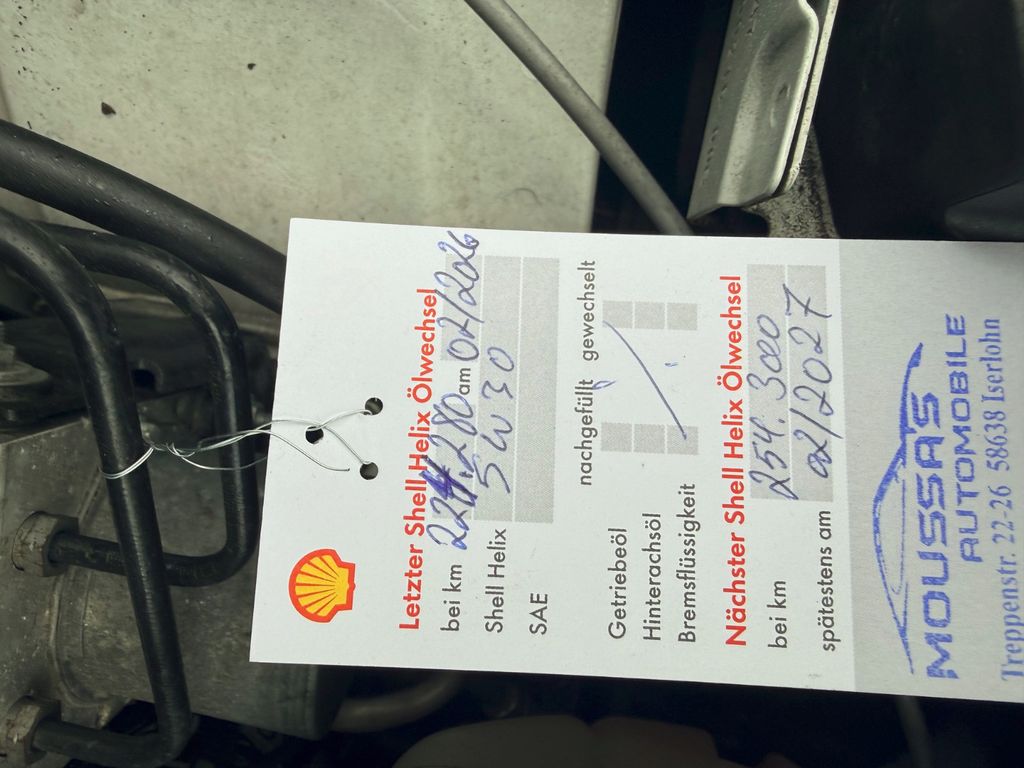 Letzter Shell Helix Ölwechsel
bei km 224.280 am 02/2026
Shell Helix 5W30
SAE
nachgefüllt gewechselt
Getriebeöl
Hinterachsöl
Bremsflüssigkeit
Nächster Shell Helix Ölwechsel
bei km 254.3000
spätestens am 02/2027
MOUSSAS
AUTOMOBILE
Treppenstr. 22-26 58638 Iserlohn